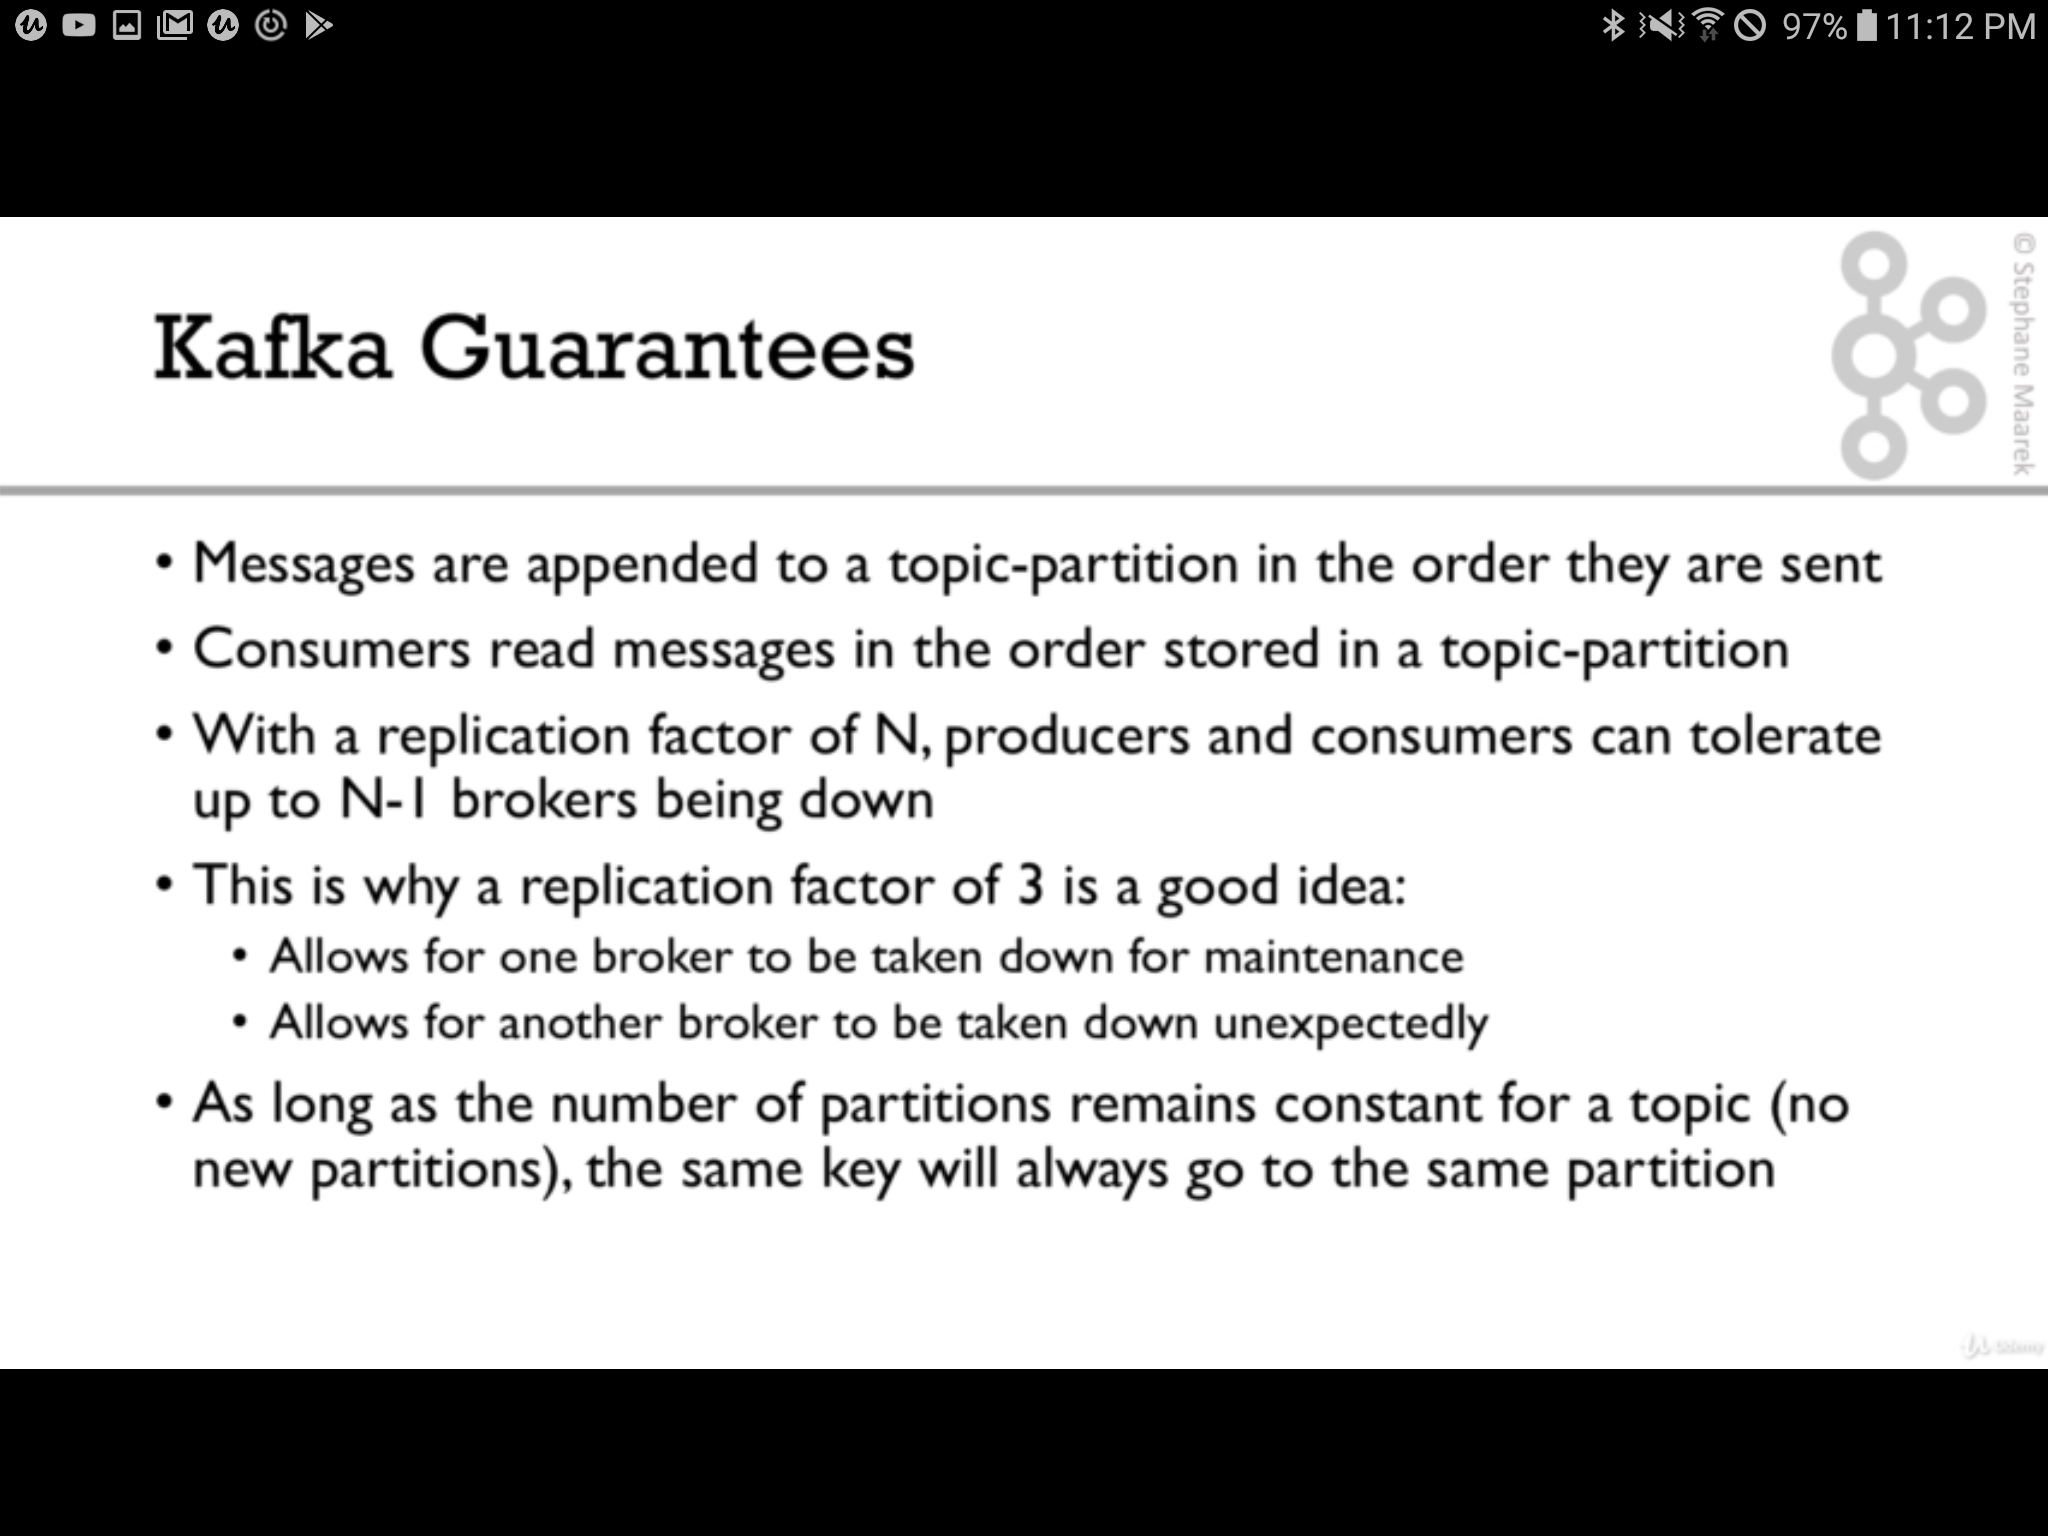 97% 11:12 PM
Kafka Guarantees
© Stephane Maarek
• Messages are appended to a topic-partition in the order they are sent
• Consumers read messages in the order stored in a topic-partition
• With a replication factor of N, producers and consumers can tolerate
up to N-1 brokers being down
• This is why a replication factor of 3 is a good idea:
• Allows for one broker to be taken down for maintenance
• Allows for another broker to be taken down unexpectedly
• As long as the number of partitions remains constant for a topic (no
new partitions), the same key will always go to the same partition
Udemy